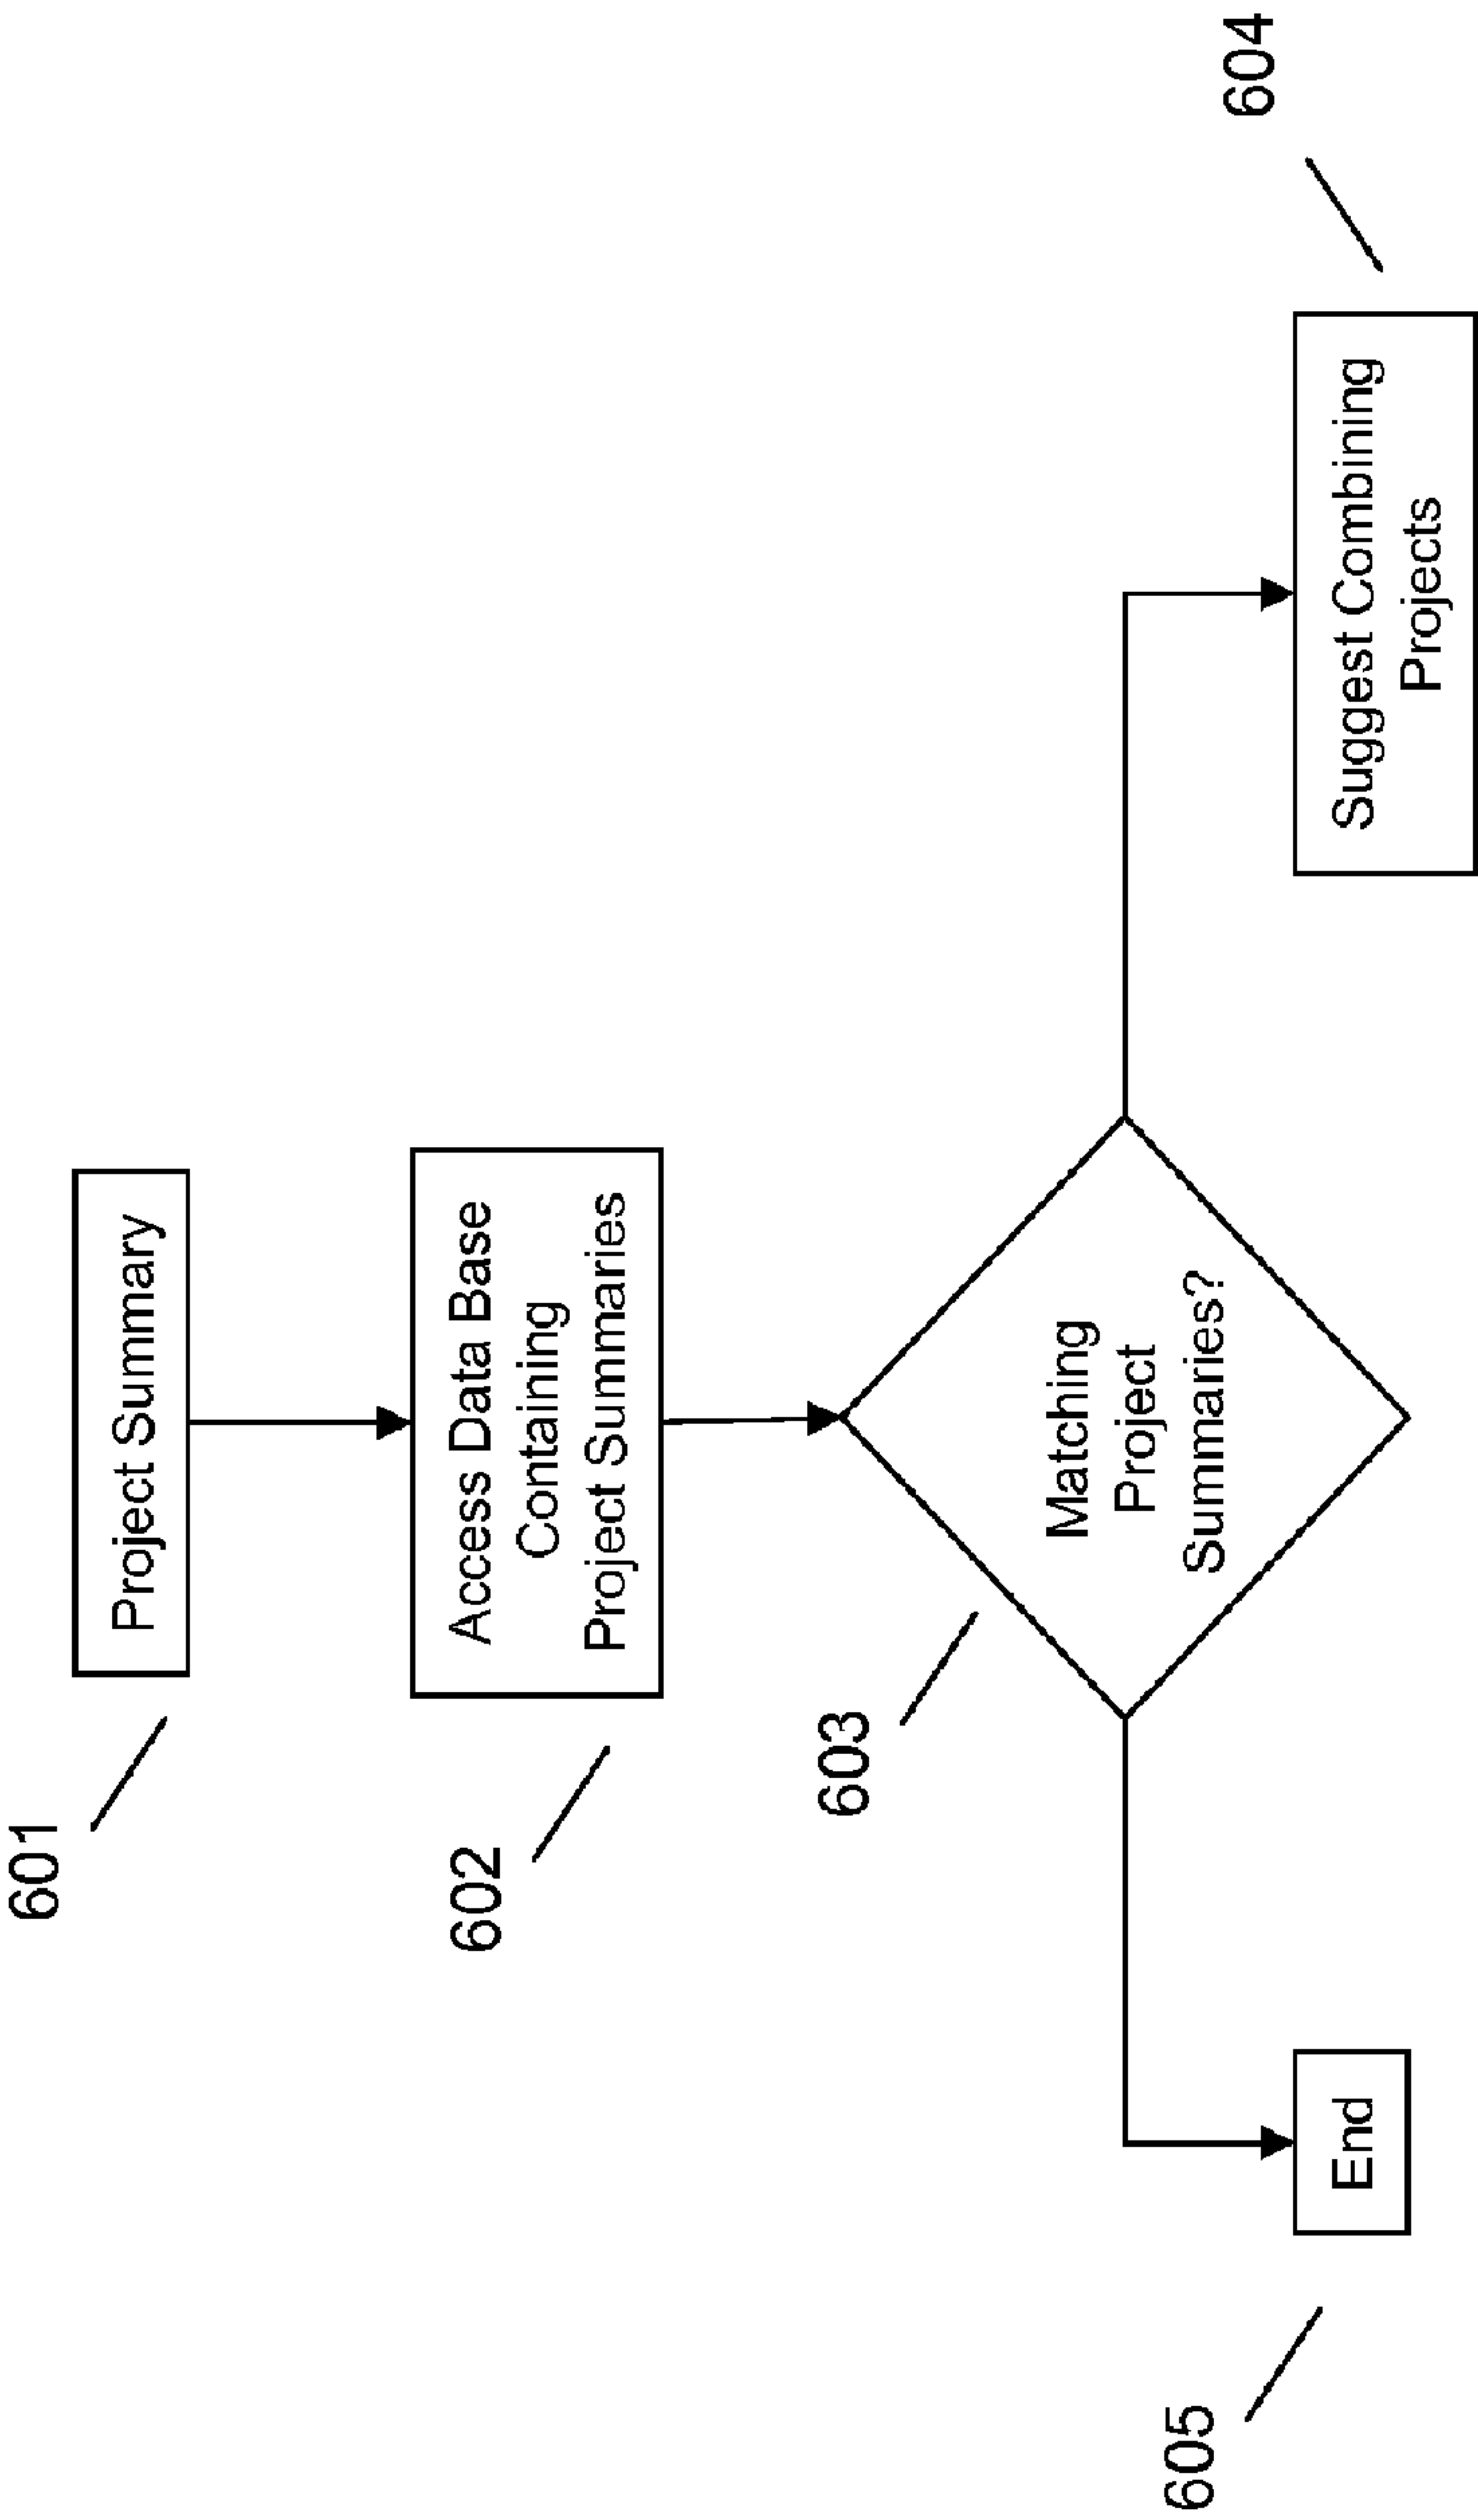 601
Project Summary
602
Access Data Base
Containing
Project Summaries
603
Matching
Project
Summaries?
604
Suggest Combining
Projects
605
End